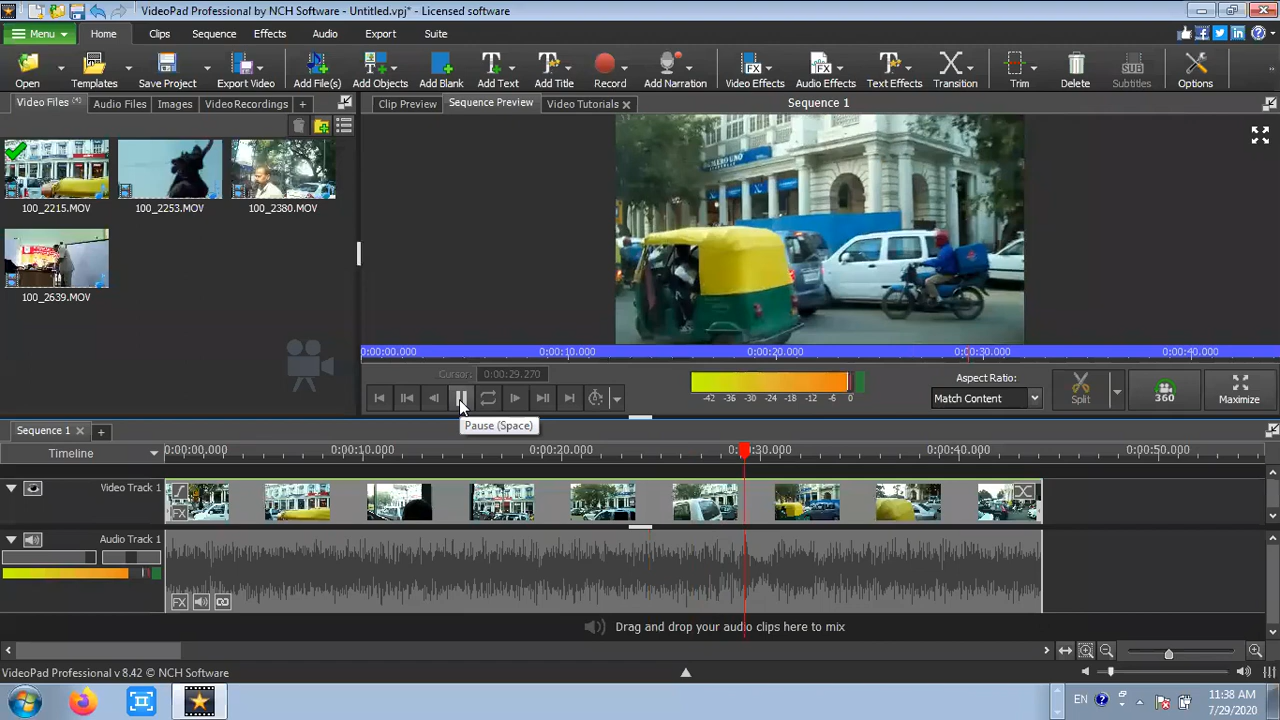 VideoPad Professional by NCH Software - Untitled.vpj* - Licensed software
Menu Home Clips Sequence Effects Audio Export Suite
Open Templates Save Project Export Video Add File(s) Add Objects Add Blank Add Text Add Title Record Add Narration Video Effects Audio Effects Text Effects Transition Trim Delete Subtitles Options
Video Files (*) Audio Files Images Video Recordings +
Clip Preview Sequence Preview Video Tutorials Sequence 1
100_2215.MOV 100_2253.MOV 100_2380.MOV
100_2639.MOV
0:00:00.000 0:00:10.000 0:00:20.000 0:00:30.000 0:00:40.000
Cursor: 0:00:29.270
-42 -36 -30 -24 -18 -12 -6 0
Aspect Ratio:
Match Content
Split 360 Maximize
Pause (Space)
Sequence 1 +
Timeline 0:00:00.000 0:00:10.000 0:00:20.000 0:00:30.000 0:00:40.000 0:00:50.000
Video Track 1
FX
Audio Track 1
FX
Drag and drop your audio clips here to mix
VideoPad Professional v 8.42 © NCH Software
EN 11:38 AM
7/29/2020